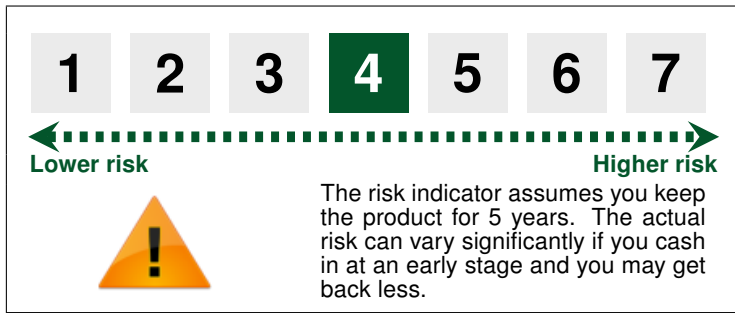 1 2 3 4 5 6 7
Lower risk Higher risk
The risk indicator assumes you keep
the product for 5 years. The actual
risk can vary significantly if you cash
in at an early stage and you may get
back less.